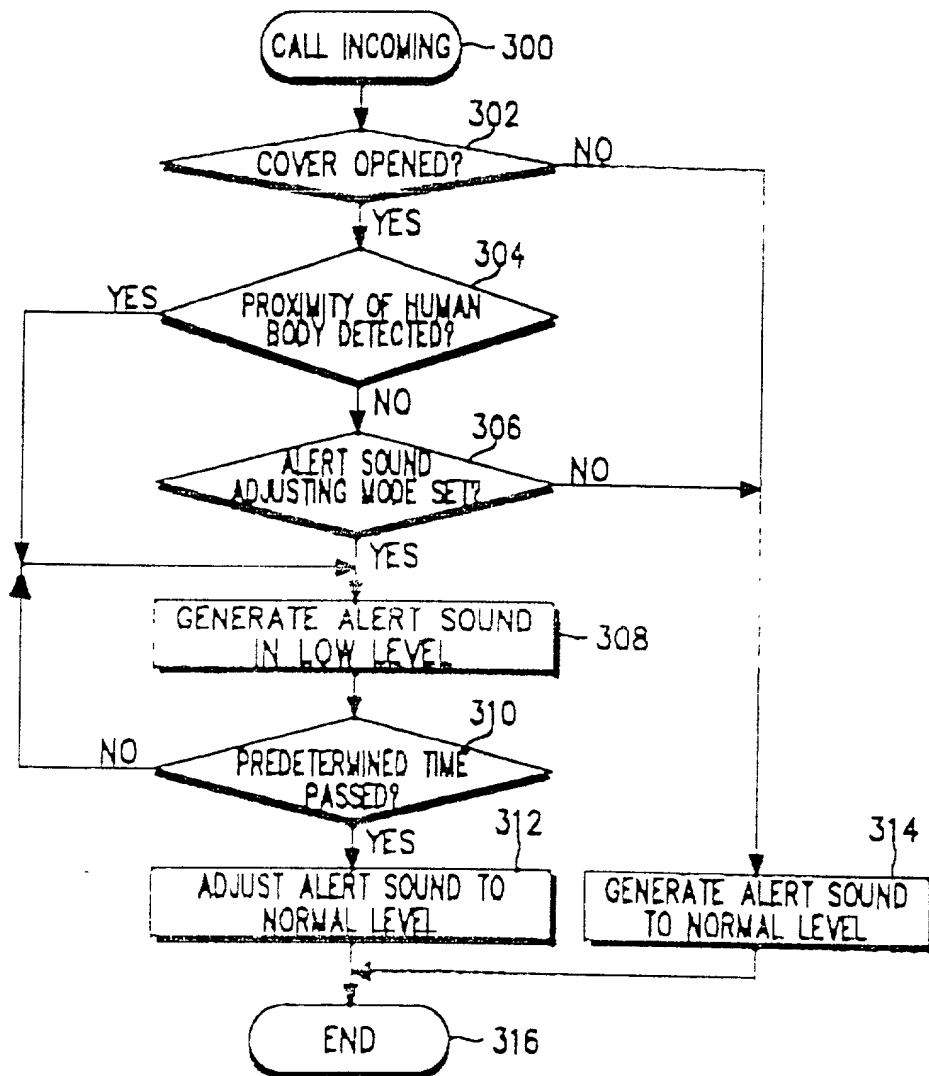 CALL INCOMING
300
302
COVER OPENED?
NO
YES
304
YES
PROXIMITY OF HUMAN
BODY DETECTED?
NO
306
ALERT SOUND
ADJUSTING MODE SET?
NO
YES
GENERATE ALERT SOUND
IN LOW LEVEL
308
310
NO
PREDETERMINED TIME
PASSED?
YES
312
314
ADJUST ALERT SOUND TO
NORMAL LEVEL
GENERATE ALERT SOUND
TO NORMAL LEVEL
END
316